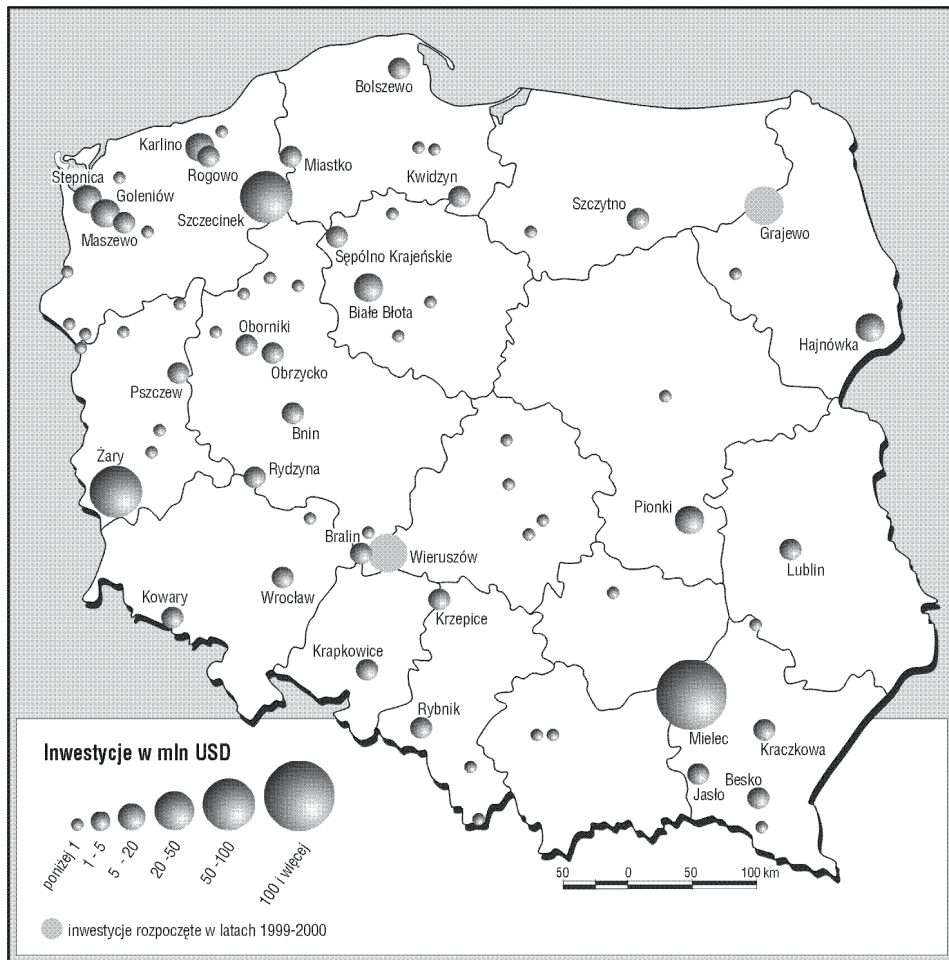 Bolszewo
Karlino
Rogowo
Miastko
Stepnica
Goleniów
Kwidzyn
Szczecinek
Szczytno
Maszewo
Grajewo
Sępólno Krajeńskie
Białe Błota
Oborniki
Hajnówka
Obrzycko
Pszczew
Bnin
Żary
Rydzyna
Pionki
Bralin
Wieruszów
Lublin
Kowary
Wrocław
Krzepice
Krapkowice
Rybnik
Mielec
Kraczkowa
Jasło
Besko
Inwestycje w mln USD
poniżej 1
1 - 5
5 - 20
20 -50
50 -100
100 i więcej
50 0 50 100 km
inwestycje rozpoczęte w latach 1999-2000